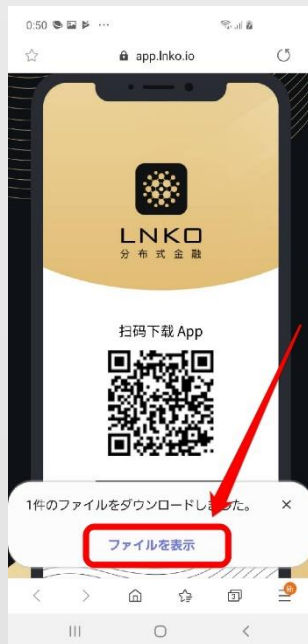 0:50
app.lnko.io
LNKO
分布式金融
扫码下载 App
1件のファイルをダウンロードしました。
ファイルを表示
3